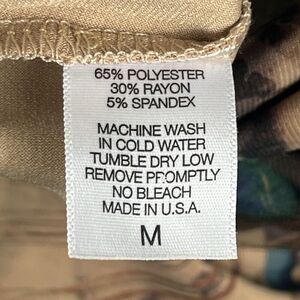 65% POLYESTER
30% RAYON
5% SPANDEX
MACHINE WASH
IN COLD WATER
TUMBLE DRY LOW
REMOVE PROMPTLY
NO BLEACH
MADE IN U.S.A.
M